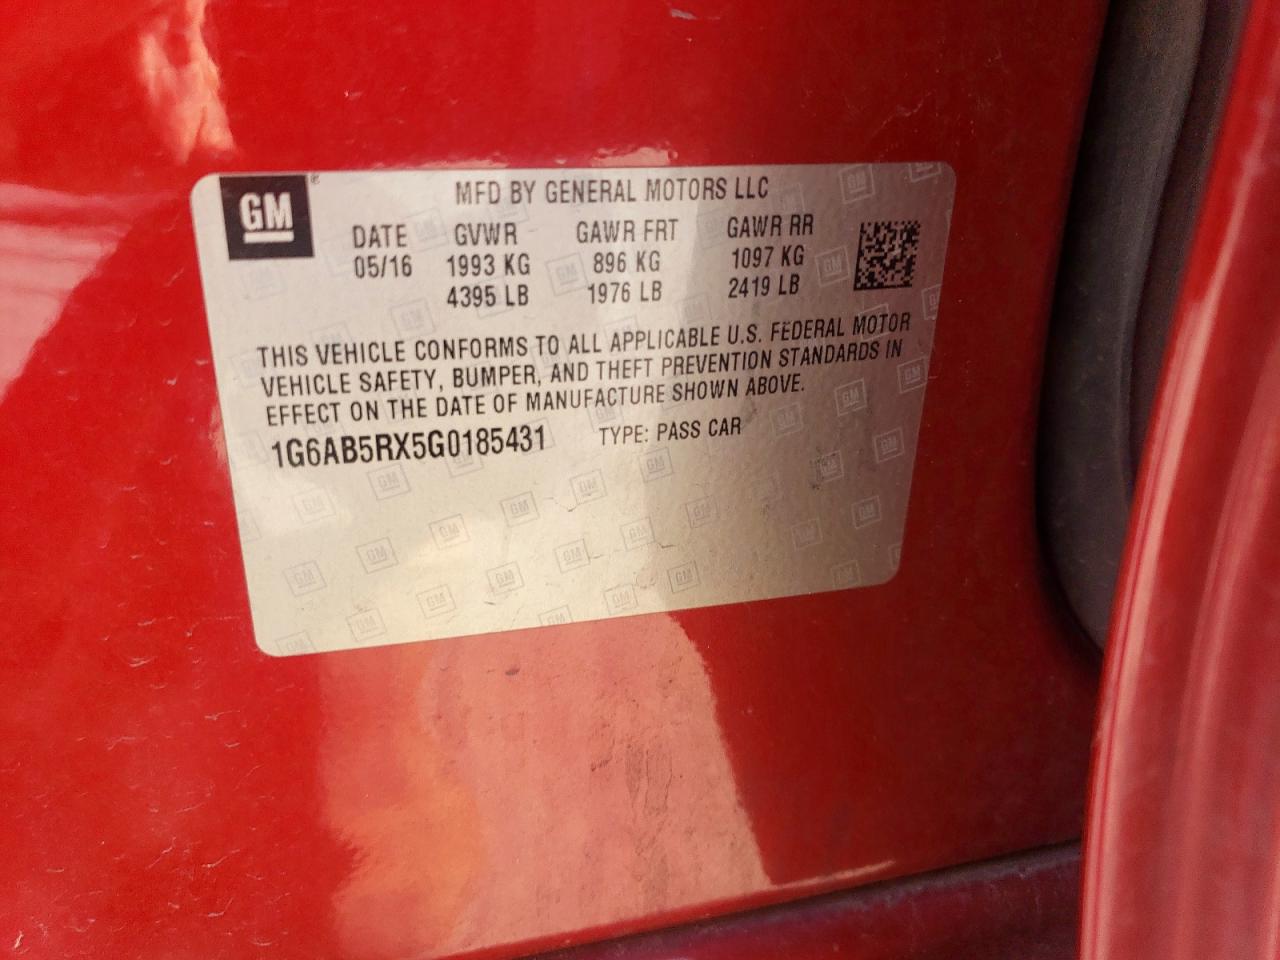 GM®
MFD BY GENERAL MOTORS LLC
DATE GVWR GAWR FRT GAWR RR
05/16 1993 KG 896 KG 1097 KG
4395 LB 1976 LB 2419 LB
THIS VEHICLE CONFORMS TO ALL APPLICABLE U.S. FEDERAL MOTOR
VEHICLE SAFETY, BUMPER, AND THEFT PREVENTION STANDARDS IN
EFFECT ON THE DATE OF MANUFACTURE SHOWN ABOVE.
1G6AB5RX5G0185431 TYPE: PASS CAR